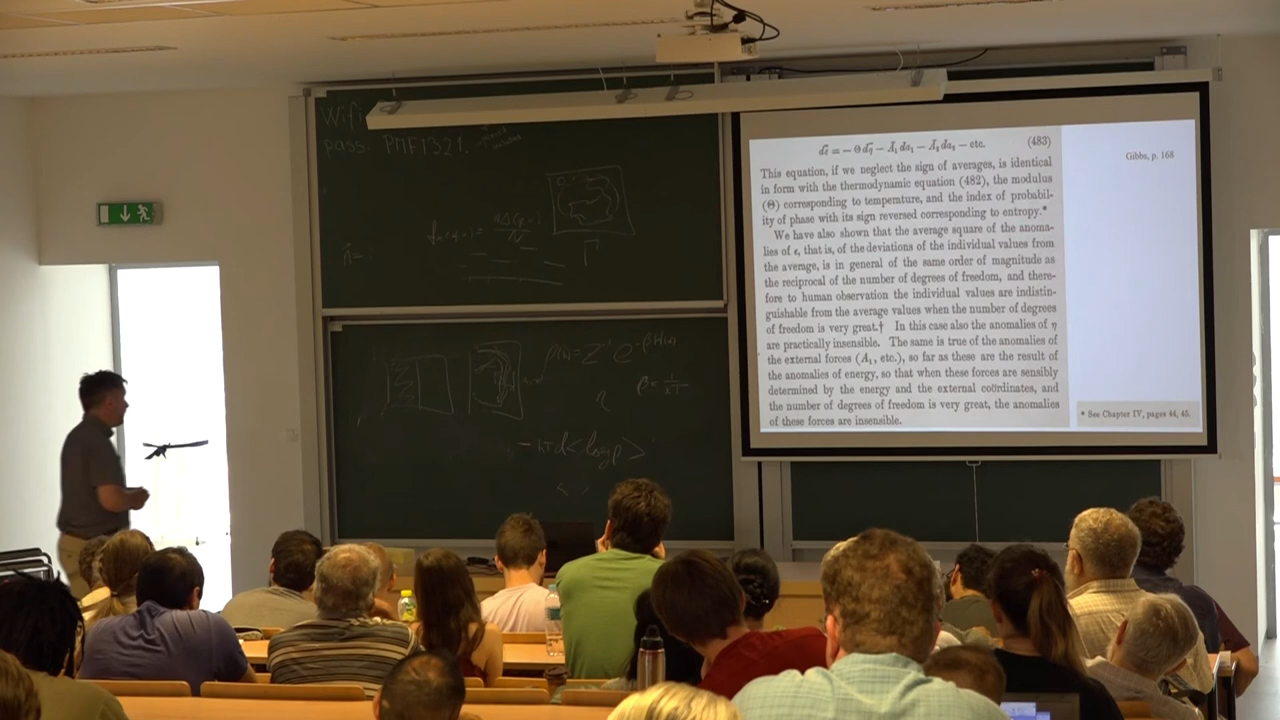 Wifi
pass: PMF1321.
Γ
ρ(x)=Z⁻¹ e^{-βH(x)}
β = 1/kT
- kT d<log ρ>
dε̄ = − Θ dη̄ − Ā₁ da₁ − Ā₂ da₂ − etc. (483)
This equation, if we neglect the sign of averages, is identical
in form with the thermodynamic equation (482), the modulus
(Θ) corresponding to temperature, and the index of probabil-
ity of phase with its sign reversed corresponding to entropy.*
We have also shown that the average square of the anoma-
lies of ε, that is, of the deviations of the individual values from
the average, is in general of the same order of magnitude as
the reciprocal of the number of degrees of freedom, and there-
fore to human observation the individual values are indistin-
guishable from the average values when the number of degrees
of freedom is very great.† In this case also the anomalies of η
are practically insensible. The same is true of the anomalies of
the external forces (A₁, etc.), so far as these are the result of
the anomalies of energy, so that when these forces are sensibly
determined by the energy and the external coördinates, and
the number of degrees of freedom is very great, the anomalies
of these forces are insensible.
Gibbs, p. 168
* See Chapter IV, pages 44, 45.